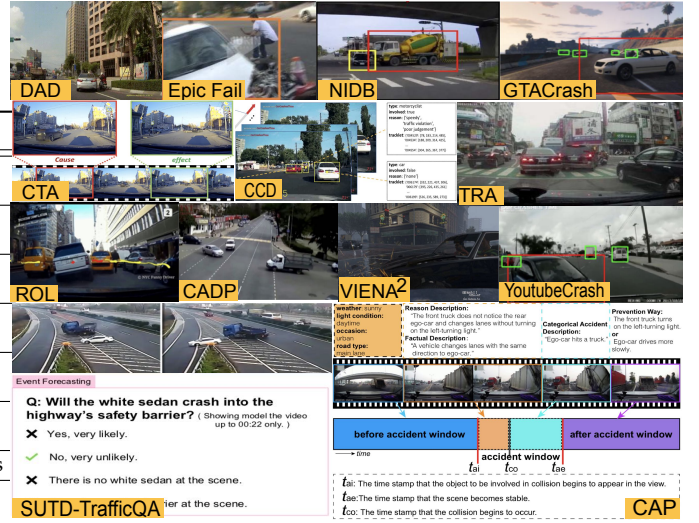 DAD
Epic Fail
NIDB
GTACrash
Cause
effect
CTA
CCD
type: motorcyclist
involved: true
reason: ['speedy',
'traffic violation',
'poor judgement']
type: car
involved: false
reason: ['none']
TRA
ROL
CADP
VIENA²
YoutubeCrash
weather: sunny
light condition:
daytime
occasion:
urban
road type:
main lane
Reason Description:
"The front truck does not notice the rear
ego-car and changes lanes without turning
on the left-turning light."
Factual Description:
"A vehicle changes lanes with the same
direction to ego-car."
Categorical Accident
Description:
"Ego-car hits a truck."
Prevention Way:
The front truck turns
on the left-turning light.
or
Ego-car drives more
slowly.
Event Forecasting
Q: Will the white sedan crash into the
highway's safety barrier? ( Showing model the video
up to 00:22 only. )
Yes, very likely.
No, very unlikely.
There is no white sedan at the scene.
rier at the scene.
SUTD-TrafficQA
before accident window
after accident window
accident window
time
tai
tco
tae
tai: The time stamp that the object to be involved in collision begins to appear in the view.
tae:The time stamp that the scene becomes stable.
tco: The time stamp that the collision begins to occur.
CAP